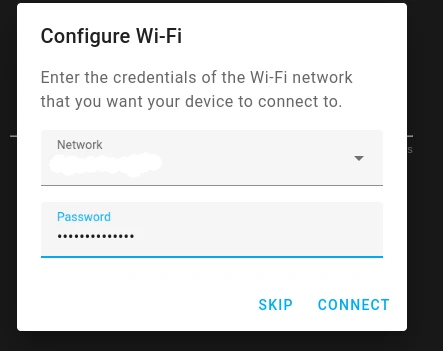 Configure Wi-Fi
Enter the credentials of the Wi-Fi network
that you want your device to connect to.
Network
Password
••••••••••••••
SKIP
CONNECT
s